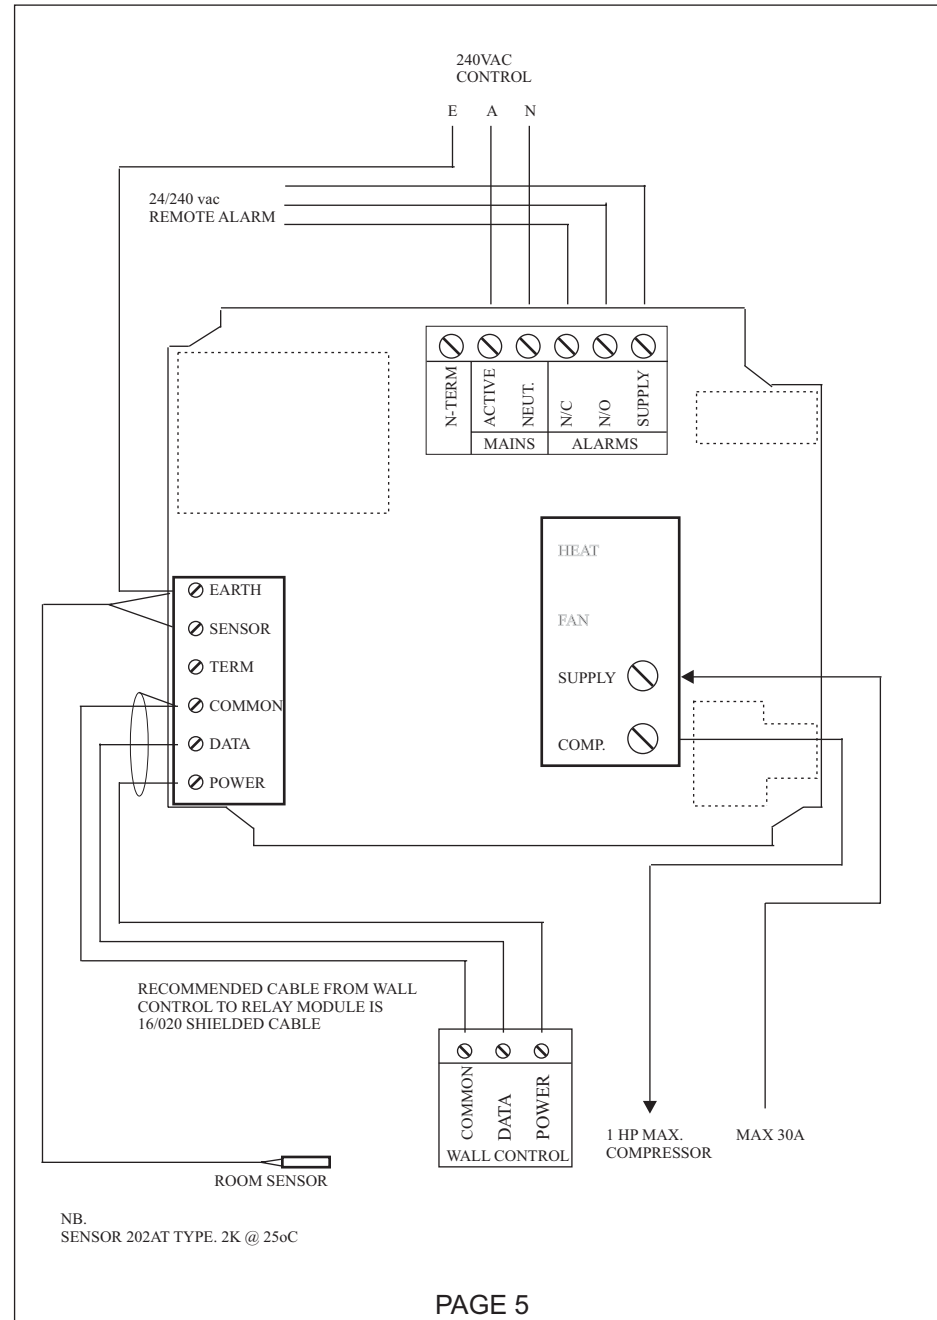 240VAC
CONTROL
E A N
24/240 vac
REMOTE ALARM
N-TERM
ACTIVE
NEUT.
N/C
N/O
SUPPLY
MAINS
ALARMS
HEAT
FAN
SUPPLY
COMP.
EARTH
SENSOR
TERM
COMMON
DATA
POWER
RECOMMENDED CABLE FROM WALL
CONTROL TO RELAY MODULE IS
16/020 SHIELDED CABLE
COMMON
DATA
POWER
WALL CONTROL
1 HP MAX.
COMPRESSOR
MAX 30A
ROOM SENSOR
NB.
SENSOR 202AT TYPE. 2K @ 25oC
PAGE 5